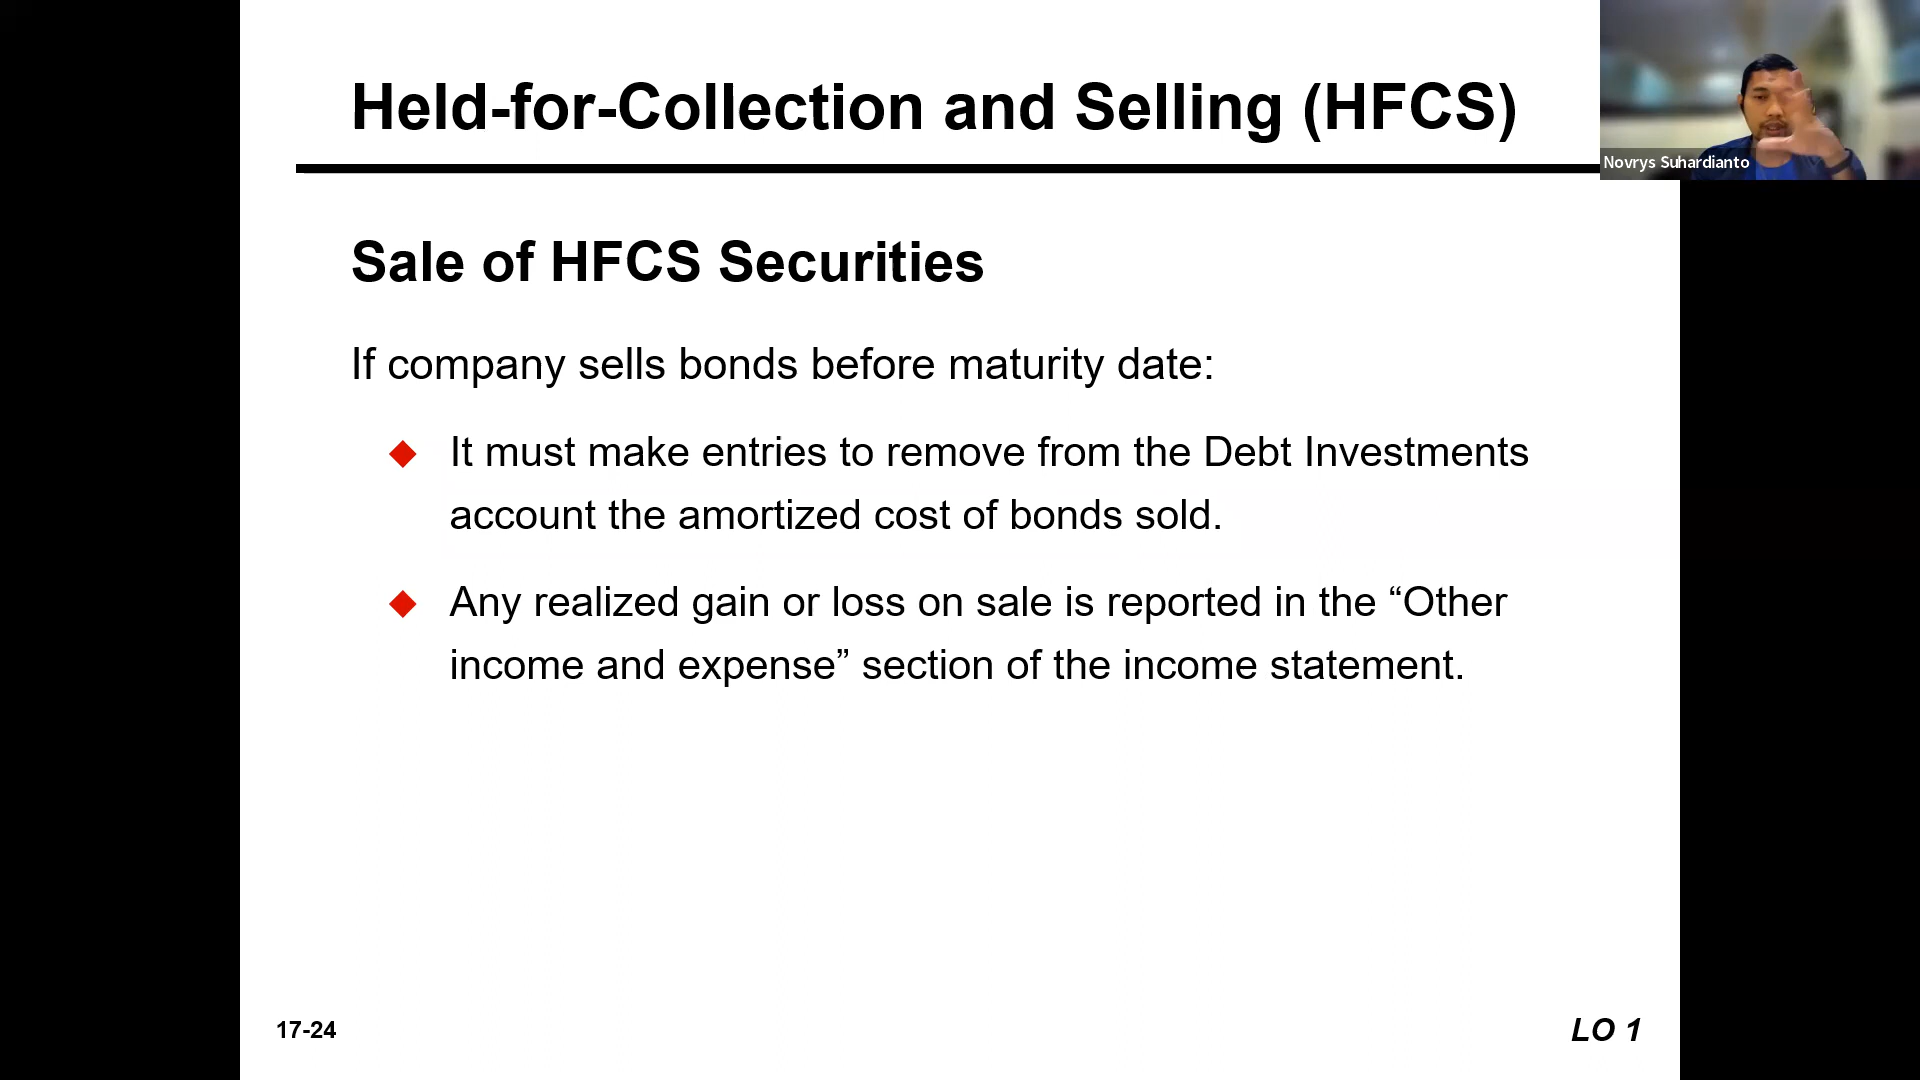 Held-for-Collection and Selling (HFCS)
Novrys Suhardianto
Sale of HFCS Securities
If company sells bonds before maturity date:
It must make entries to remove from the Debt Investments
account the amortized cost of bonds sold.
Any realized gain or loss on sale is reported in the “Other
income and expense” section of the income statement.
17-24
LO 1